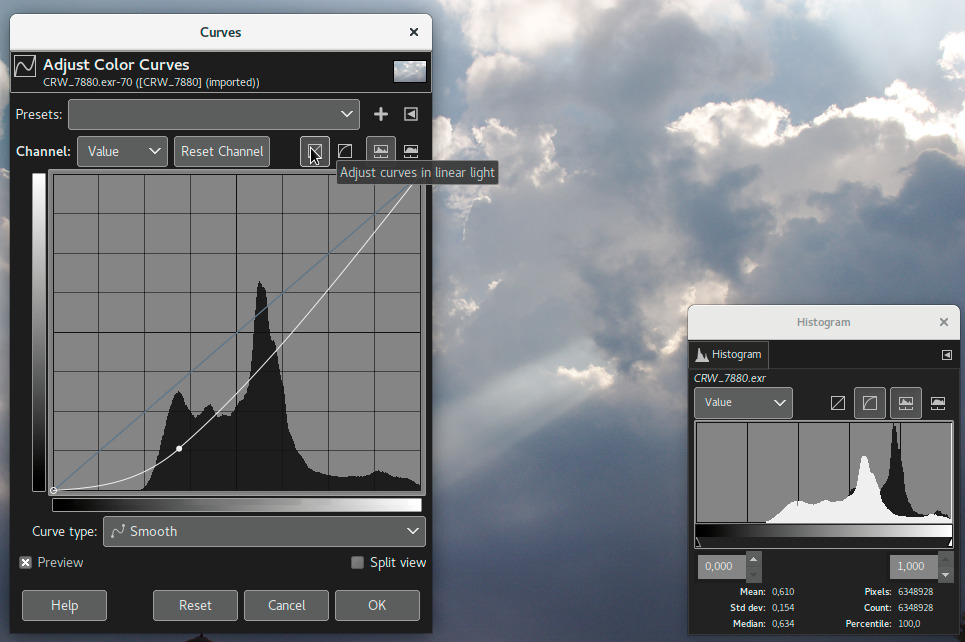 Curves
Adjust Color Curves
CRW_7880.exr-70 ([CRW_7880] (imported))
Presets:
Channel: Value Reset Channel
Adjust curves in linear light
Curve type: Smooth
Preview Split view
Help Reset Cancel OK
Histogram
Histogram
CRW_7880.exr
Value
0,000 1,000
Mean: 0,610 Pixels: 6348928
Std dev: 0,154 Count: 6348928
Median: 0,634 Percentile: 100,0